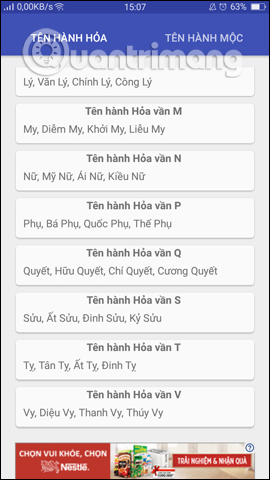 0,00KB/s
15:07
63%
TÊN HÀNH HỎA
TÊN HÀNH MỘC
Quantrimang
Lý, Văn Lý, Chính Lý, Công Lý
Tên hành Hỏa vần M
My, Diễm My, Khởi My, Liễu My
Tên hành Hỏa vần N
Nữ, Mỹ Nữ, Ái Nữ, Kiều Nữ
Tên hành Hỏa vần P
Phụ, Bá Phụ, Quốc Phụ, Thế Phụ
Tên hành Hỏa vần Q
Quyết, Hữu Quyết, Chí Quyết, Cương Quyết
Tên hành Hỏa vần S
Sửu, Ất Sửu, Đinh Sửu, Kỷ Sửu
Tên hành Hỏa vần T
Tỵ, Tân Tỵ, Ất Tỵ, Đinh Tỵ
Tên hành Hỏa vần V
Vy, Diệu Vy, Thanh Vy, Thúy Vy
CHỌN VUI KHỎE, CHỌN
Nestlé.
TRẢI NGHIỆM & NHẬN QUÀ